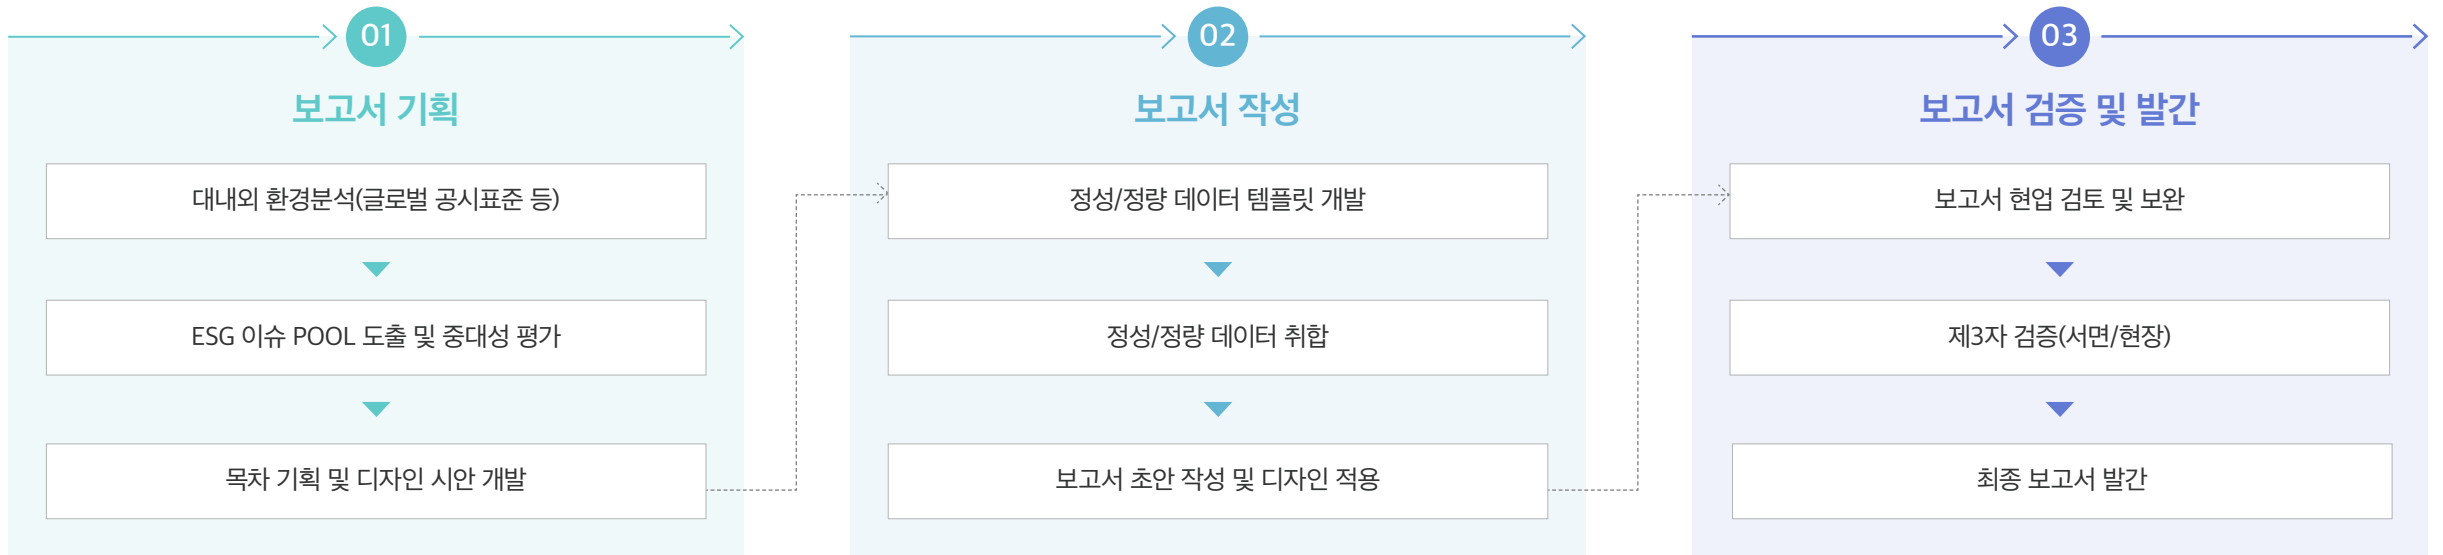 01
보고서 기획
대내외 환경분석(글로벌 공시표준 등)
ESG 이슈 POOL 도출 및 중대성 평가
목차 기획 및 디자인 시안 개발
02
보고서 작성
정성/정량 데이터 템플릿 개발
정성/정량 데이터 취합
보고서 초안 작성 및 디자인 적용
03
보고서 검증 및 발간
보고서 현업 검토 및 보완
제3자 검증(서면/현장)
최종 보고서 발간